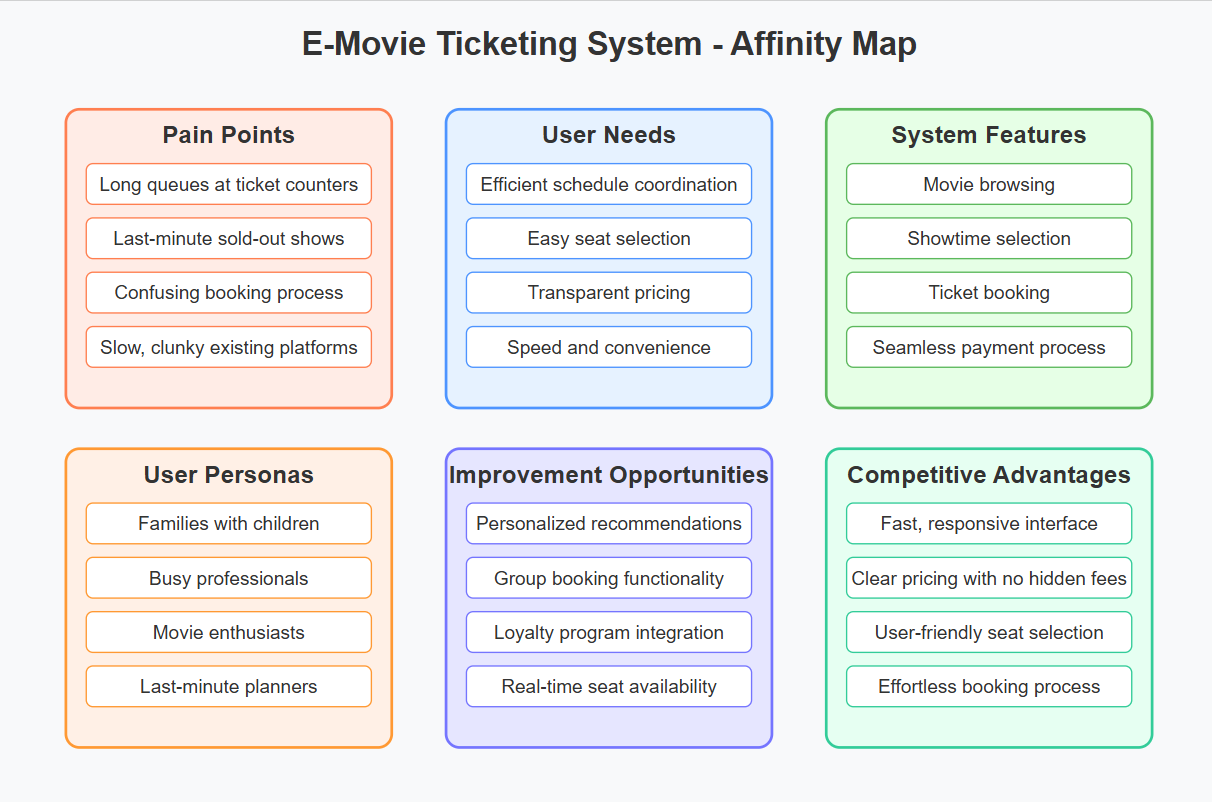 E-Movie Ticketing System - Affinity Map
Pain Points
Long queues at ticket counters
Last-minute sold-out shows
Confusing booking process
Slow, clunky existing platforms
User Needs
Efficient schedule coordination
Easy seat selection
Transparent pricing
Speed and convenience
System Features
Movie browsing
Showtime selection
Ticket booking
Seamless payment process
User Personas
Families with children
Busy professionals
Movie enthusiasts
Last-minute planners
Improvement Opportunities
Personalized recommendations
Group booking functionality
Loyalty program integration
Real-time seat availability
Competitive Advantages
Fast, responsive interface
Clear pricing with no hidden fees
User-friendly seat selection
Effortless booking process